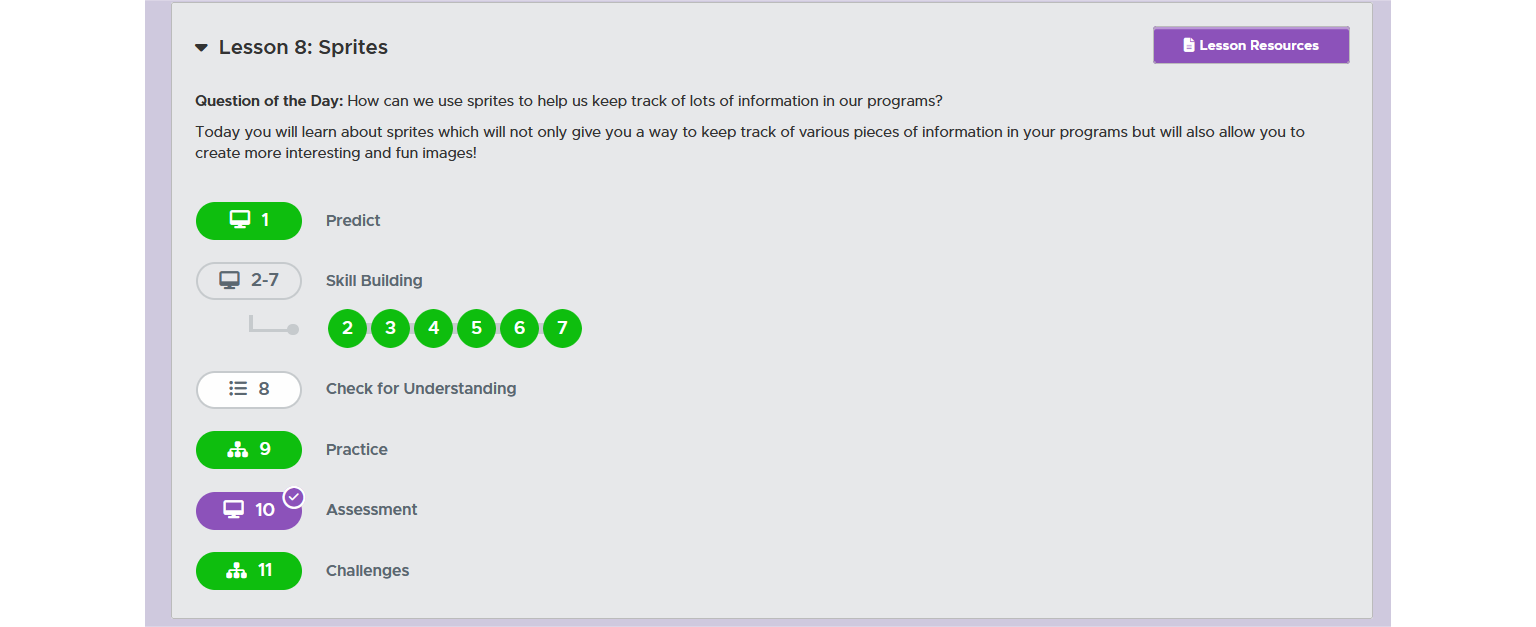 Lesson 8: Sprites
Lesson Resources
Question of the Day: How can we use sprites to help us keep track of lots of information in our programs?
Today you will learn about sprites which will not only give you a way to keep track of various pieces of information in your programs but will also allow you to
create more interesting and fun images!
1 Predict
2-7 Skill Building
2 3 4 5 6 7
8 Check for Understanding
9 Practice
10 Assessment
11 Challenges